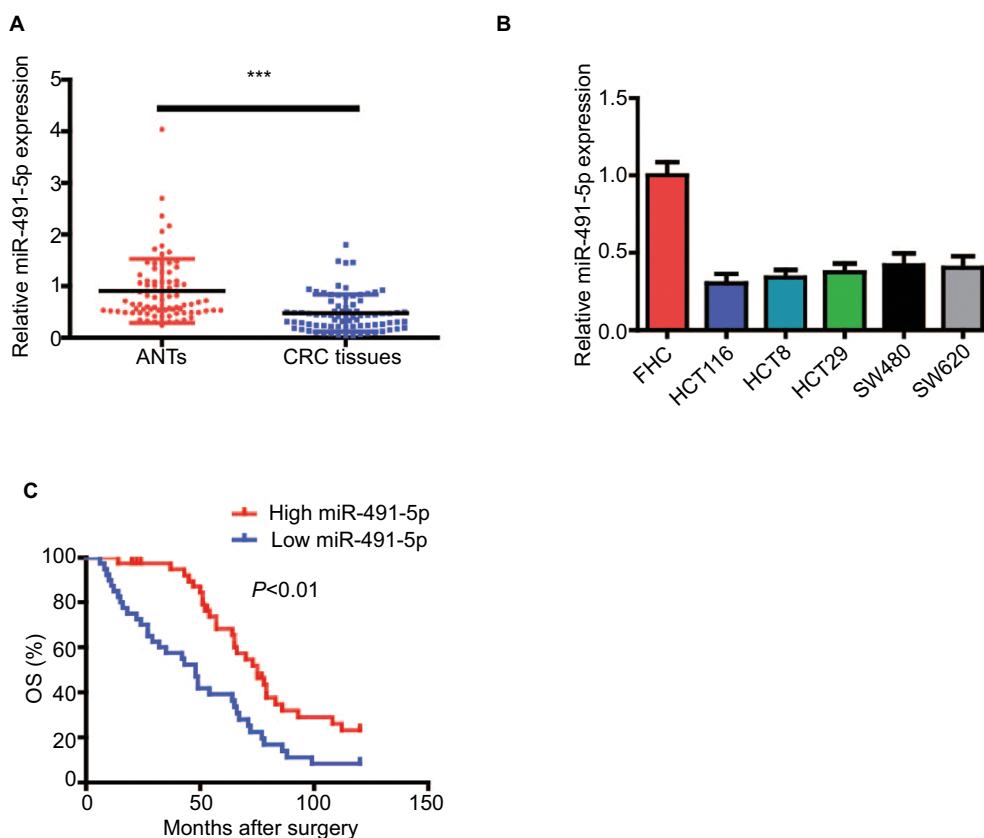 A
Relative miR-491-5p expression
5
4
3
2
1
0
***
ANTs
CRC tissues
B
Relative miR-491-5p expression
1.5
1.0
0.5
0.0
FHC
HCT116
HCT8
HCT29
SW480
SW620
C
High miR-491-5p
Low miR-491-5p
P<0.01
OS (%)
100
80
60
40
20
0
0
50
100
150
Months after surgery